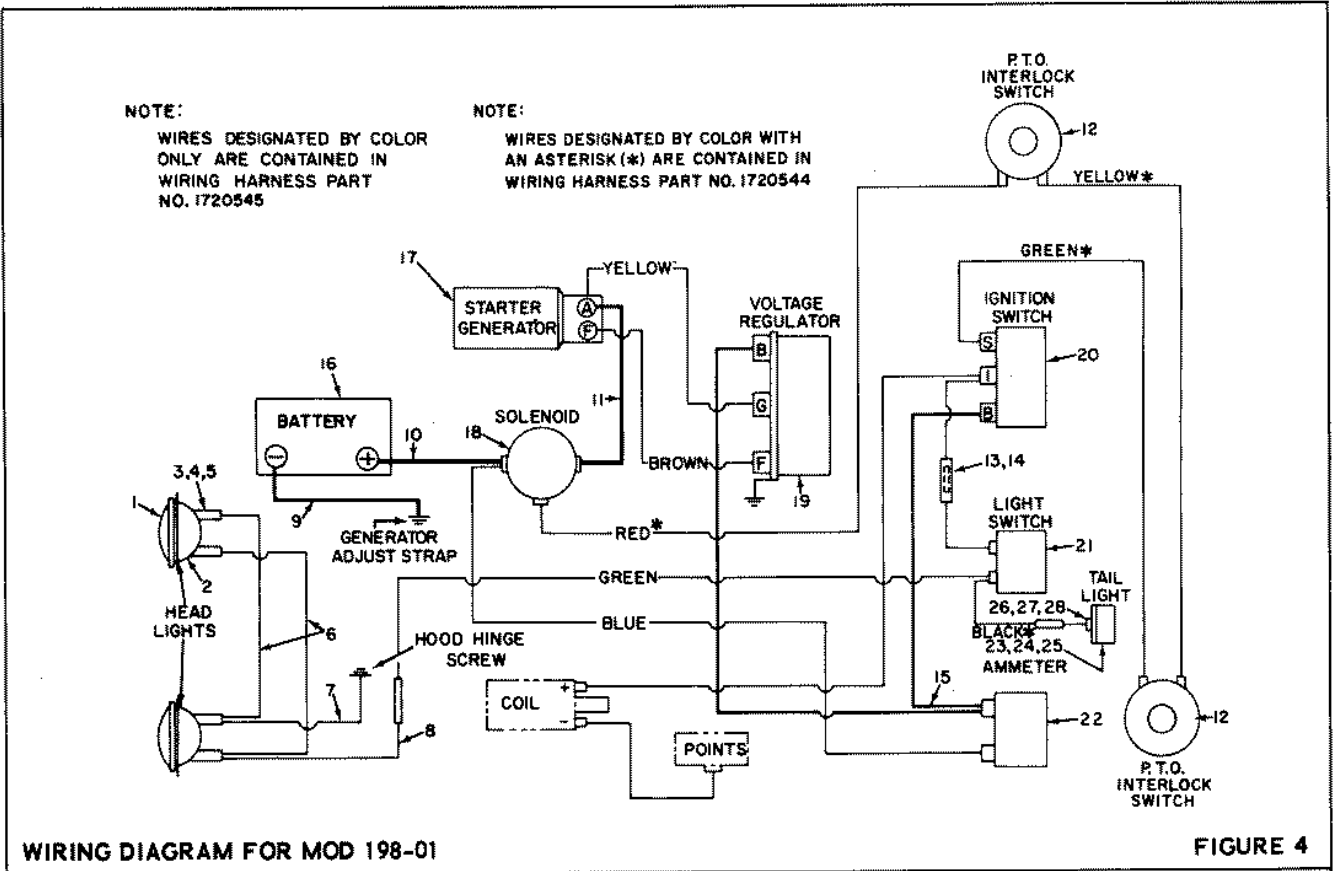 P.T.O.
INTERLOCK
SWITCH
12
NOTE:
WIRES DESIGNATED BY COLOR
ONLY ARE CONTAINED IN
WIRING HARNESS PART
NO. 1720545
NOTE:
WIRES DESIGNATED BY COLOR WITH
AN ASTERISK (*) ARE CONTAINED IN
WIRING HARNESS PART NO. 1720544
YELLOW*
GREEN*
17
YELLOW
STARTER
GENERATOR
A
F
VOLTAGE
REGULATOR
B
G
F
19
IGNITION
SWITCH
S
I
B
20
16
BATTERY
− +
10
11
18
SOLENOID
BROWN
13,14
9
GENERATOR
ADJUST STRAP
3,4,5
1
2
RED*
LIGHT
SWITCH
21
GREEN
TAIL
LIGHT
26,27,28
BLACK*
23,24,25
AMMETER
HEAD
LIGHTS
6
BLUE
HOOD HINGE
SCREW
7
8
COIL
+
−
POINTS
15
22
12
P.T.O.
INTERLOCK
SWITCH
WIRING DIAGRAM FOR MOD 198-01
FIGURE 4